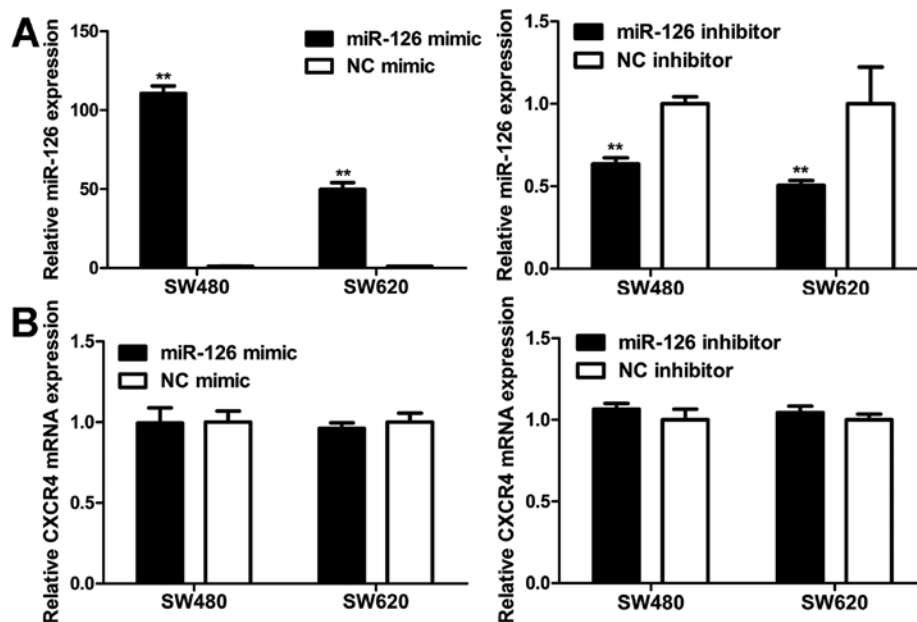 A
Relative miR-126 expression
150
100
50
0
miR-126 mimic
NC mimic
**
**
SW480
SW620
Relative miR-126 expression
1.5
1.0
0.5
0.0
miR-126 inhibitor
NC inhibitor
**
**
SW480
SW620
B
Relative CXCR4 mRNA expression
1.5
1.0
0.5
0.0
miR-126 mimic
NC mimic
SW480
SW620
Relative CXCR4 mRNA expression
1.5
1.0
0.5
0.0
miR-126 inhibitor
NC inhibitor
SW480
SW620